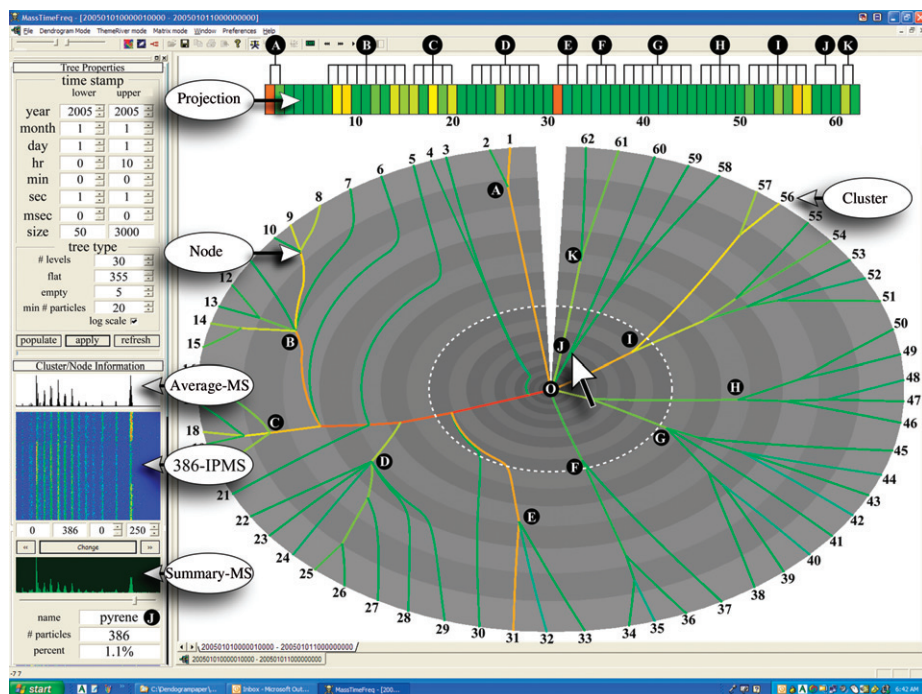 MassTimeFreq - [200501010000010000 - 200501011000000000]
File Dendrogram Mode ThemeRiver mode Matrix mode Window Preferences Help
Tree Properties
time stamp
lower upper
year 2005 2005
month 1 1
day 1 1
hr 0 10
min 0 0
sec 1 1
msec 0 0
size 50 3000
tree type
# levels 30
flat 355
empty 5
min # particles 20
log scale
populate apply refresh
Cluster/Node Information
Average-MS
386-IPMS
0 386 0 250
<< Change >>
Summary-MS
name pyrene J
# particles 386
percent 1.1%
A B C D E F G H I J K
Projection
10 20 30 40 50 60
Cluster
Node
1 2 3 4 5 6 7 8 9 10 12 13 14 15 18 21 22 23 24 25 26 27 28 29 30 31 32 33 34 35 36 37 38 39 40 41 42 43 44 45 46 47 48 49 50 51 52 53 54 55 56 57 58 59 60 61 62
A B C D E F G H I J K O
200501010000010000 - 200501011000000000
200501010000010000 - 200501011000000000
-7.7
start
C:\Dendogrampaper\...
Inbox - Microsoft Out...
MassTimeFreq - [20...
6:43 AM